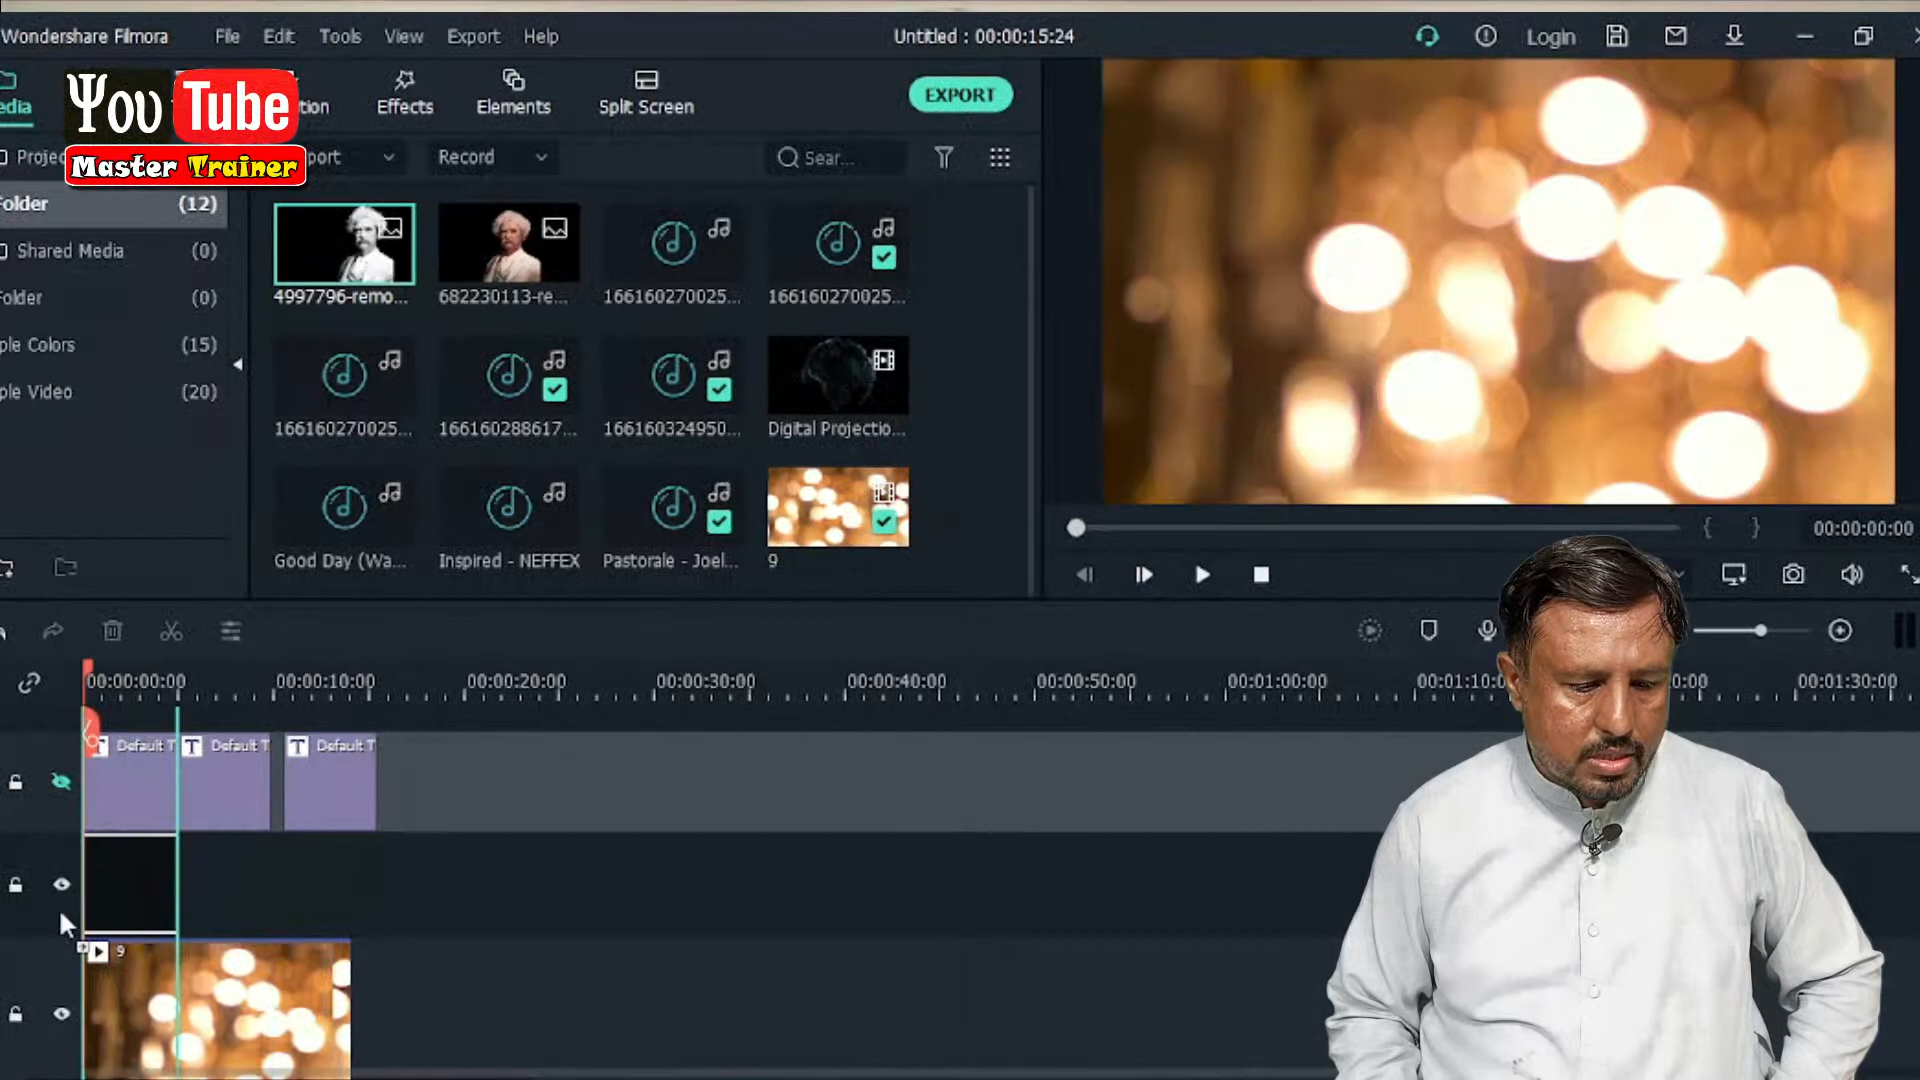 Wondershare Filmora
File
Edit
Tools
View
Export
Help
Untitled : 00:00:15:24
Login
You Tube
Master Trainer
edia
tion
Effects
Elements
Split Screen
EXPORT
Projec
port
Record
Sear...
Folder
(12)
Shared Media
(0)
Folder
(0)
ple Colors
(15)
ple Video
(20)
4997796-remo...
682230113-re...
166160270025...
166160270025...
166160270025...
166160288617...
166160324950...
Digital Projectio...
Good Day (Wa...
Inspired - NEFFEX
Pastorale - Joel...
9
{ }
00:00:00:00
00:00:00:00
00:00:10:00
00:00:20:00
00:00:30:00
00:00:40:00
00:00:50:00
00:01:00:00
00:01:10:0
0:00
00:01:30:00
T Default T
T Default T
T Default T
9